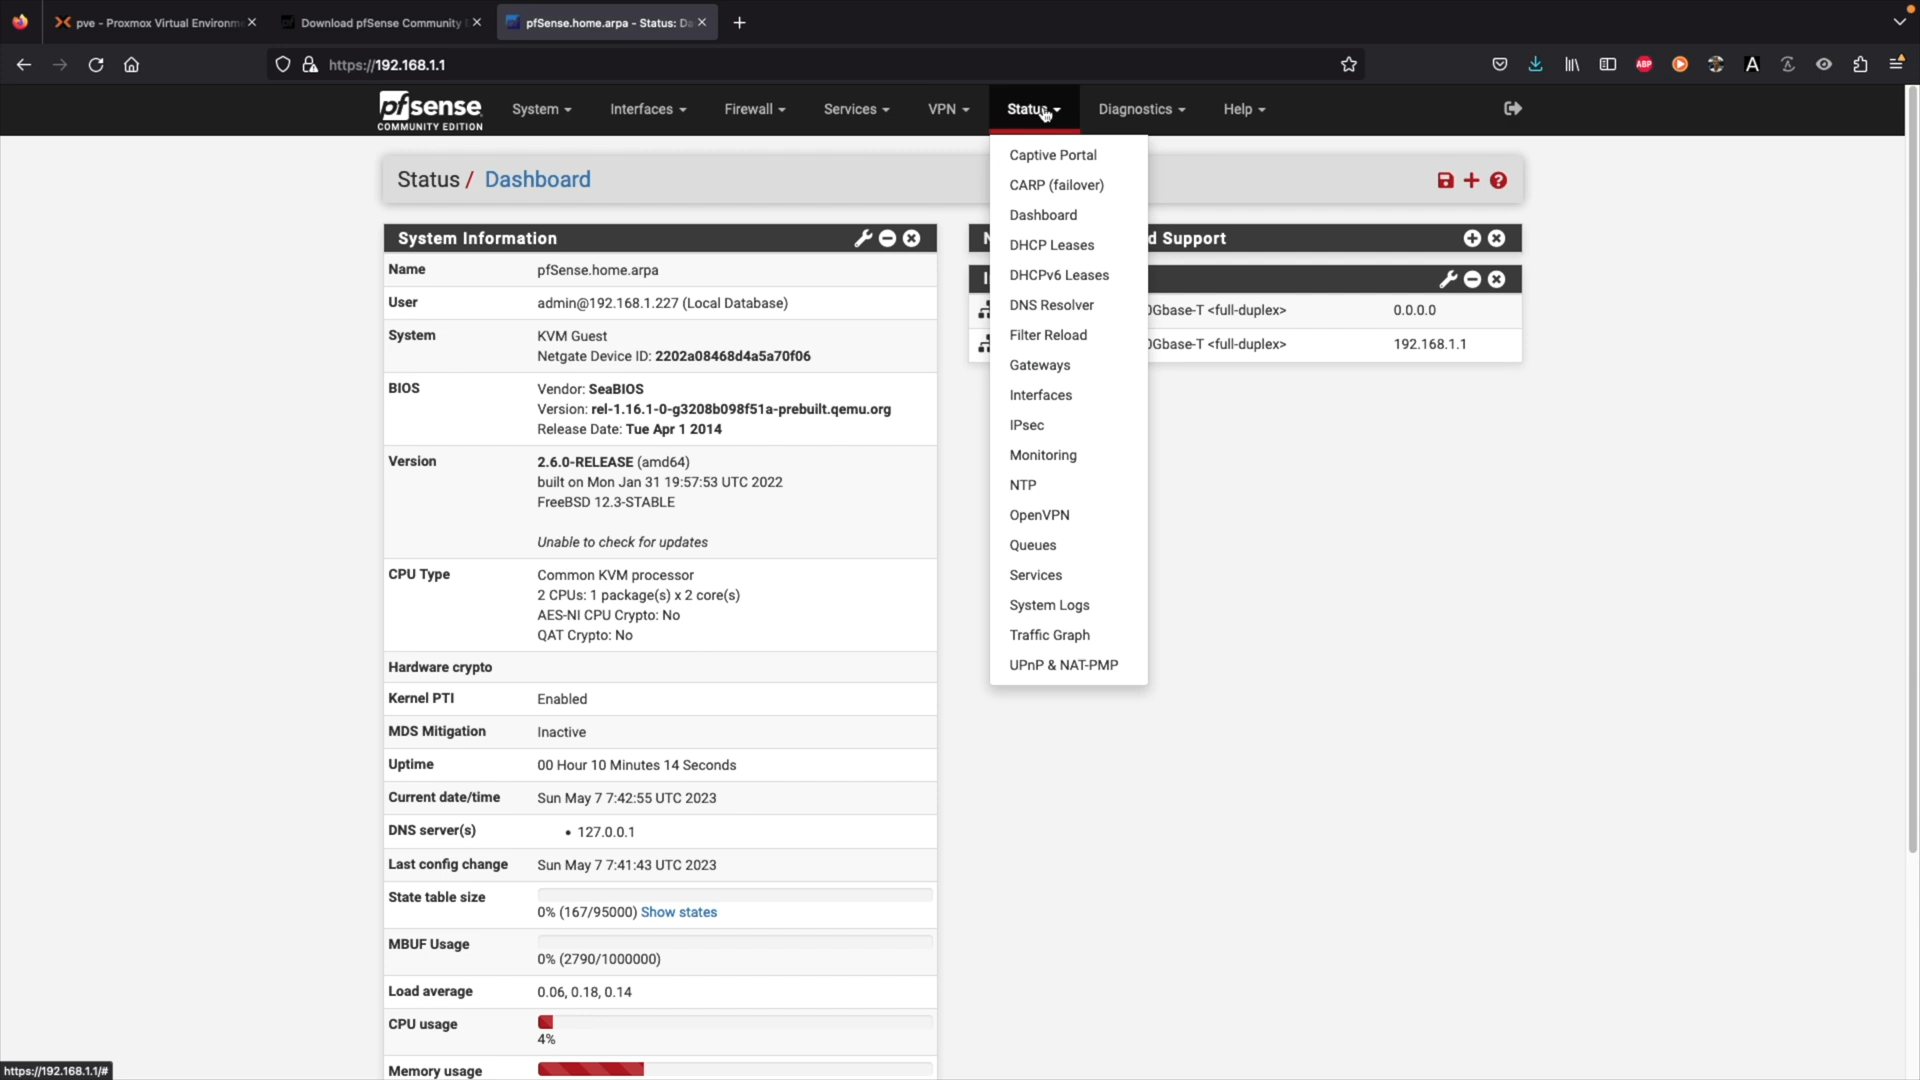 pve - Proxmox Virtual Environm
Download pfSense Community
pfSense.home.arpa - Status: Da
https://192.168.1.1
ABP
A
pfsense
COMMUNITY EDITION
System
Interfaces
Firewall
Services
VPN
Status
Diagnostics
Help
Status / Dashboard
Captive Portal
CARP (failover)
Dashboard
DHCP Leases
DHCPv6 Leases
DNS Resolver
Filter Reload
Gateways
Interfaces
IPsec
Monitoring
NTP
OpenVPN
Queues
Services
System Logs
Traffic Graph
UPnP & NAT-PMP
System Information
Name pfSense.home.arpa
User admin@192.168.1.227 (Local Database)
System KVM Guest
Netgate Device ID: 2202a08468d4a5a70f06
BIOS Vendor: SeaBIOS
Version: rel-1.16.1-0-g3208b098f51a-prebuilt.qemu.org
Release Date: Tue Apr 1 2014
Version 2.6.0-RELEASE (amd64)
built on Mon Jan 31 19:57:53 UTC 2022
FreeBSD 12.3-STABLE
Unable to check for updates
CPU Type Common KVM processor
2 CPUs: 1 package(s) x 2 core(s)
AES-NI CPU Crypto: No
QAT Crypto: No
Hardware crypto
Kernel PTI Enabled
MDS Mitigation Inactive
Uptime 00 Hour 10 Minutes 14 Seconds
Current date/time Sun May 7 7:42:55 UTC 2023
DNS server(s) • 127.0.0.1
Last config change Sun May 7 7:41:43 UTC 2023
State table size
0% (167/95000) Show states
MBUF Usage
0% (2790/1000000)
Load average 0.06, 0.18, 0.14
CPU usage
4%
Memory usage
d Support
Gbase-T <full-duplex> 0.0.0.0
Gbase-T <full-duplex> 192.168.1.1
https://192.168.1.1/#